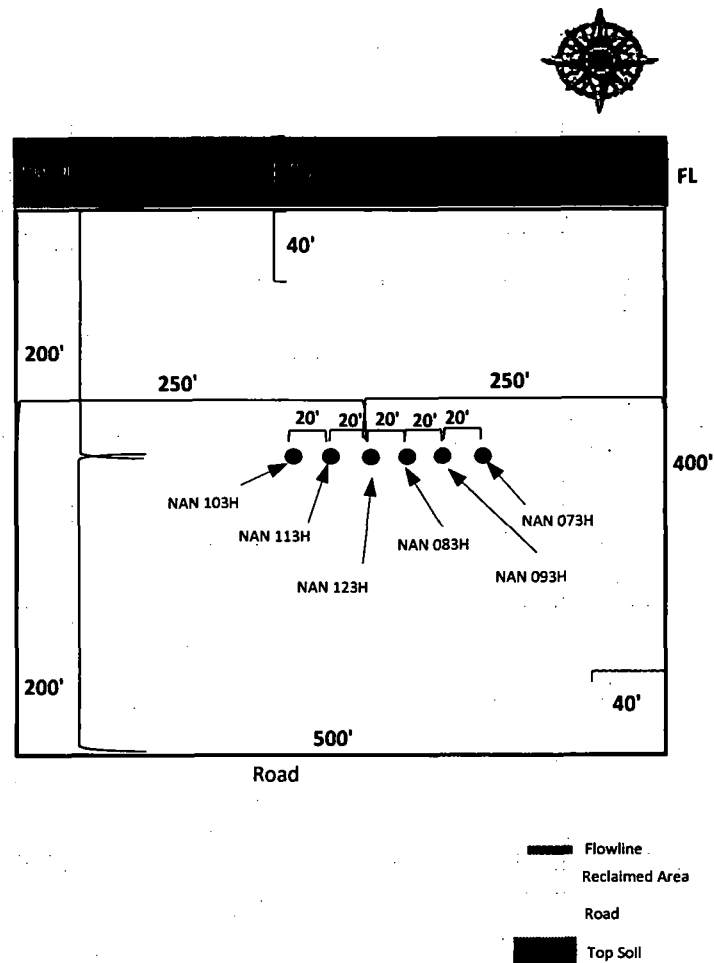 FL
40'
200'
250'
250'
20'
20'
20'
20'
20'
400'
NAN 103H
NAN 113H
NAN 123H
NAN 083H
NAN 093H
NAN 073H
200'
40'
500'
Road
Flowline
Reclaimed Area
Road
Top Soil